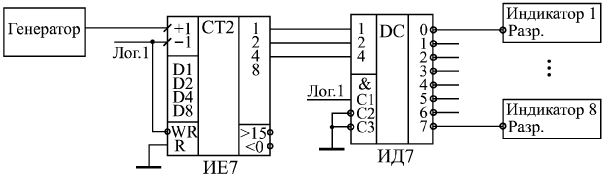 Генератор
Лог.1
+1
−1
D1
D2
D4
D8
WR
R
CT2
1
2
4
8
>15
<0
ИЕ7
Лог.1
1
2
4
&
C1
C2
C3
DC
0
1
2
3
4
5
6
7
ИД7
Индикатор 1
Разр.
Индикатор 8
Разр.